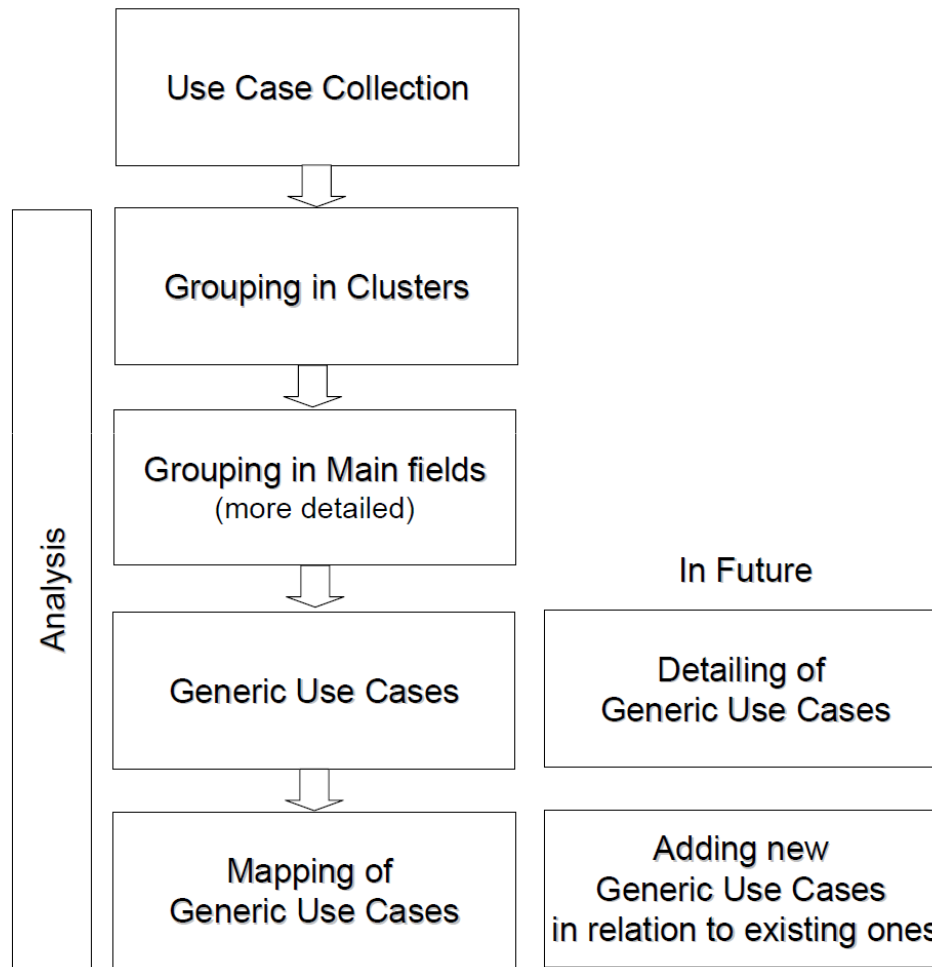 Use Case Collection
Grouping in Clusters
Grouping in Main fields
(more detailed)
Analysis
In Future
Generic Use Cases
Detailing of
Generic Use Cases
Mapping of
Generic Use Cases
Adding new
Generic Use Cases
in relation to existing ones